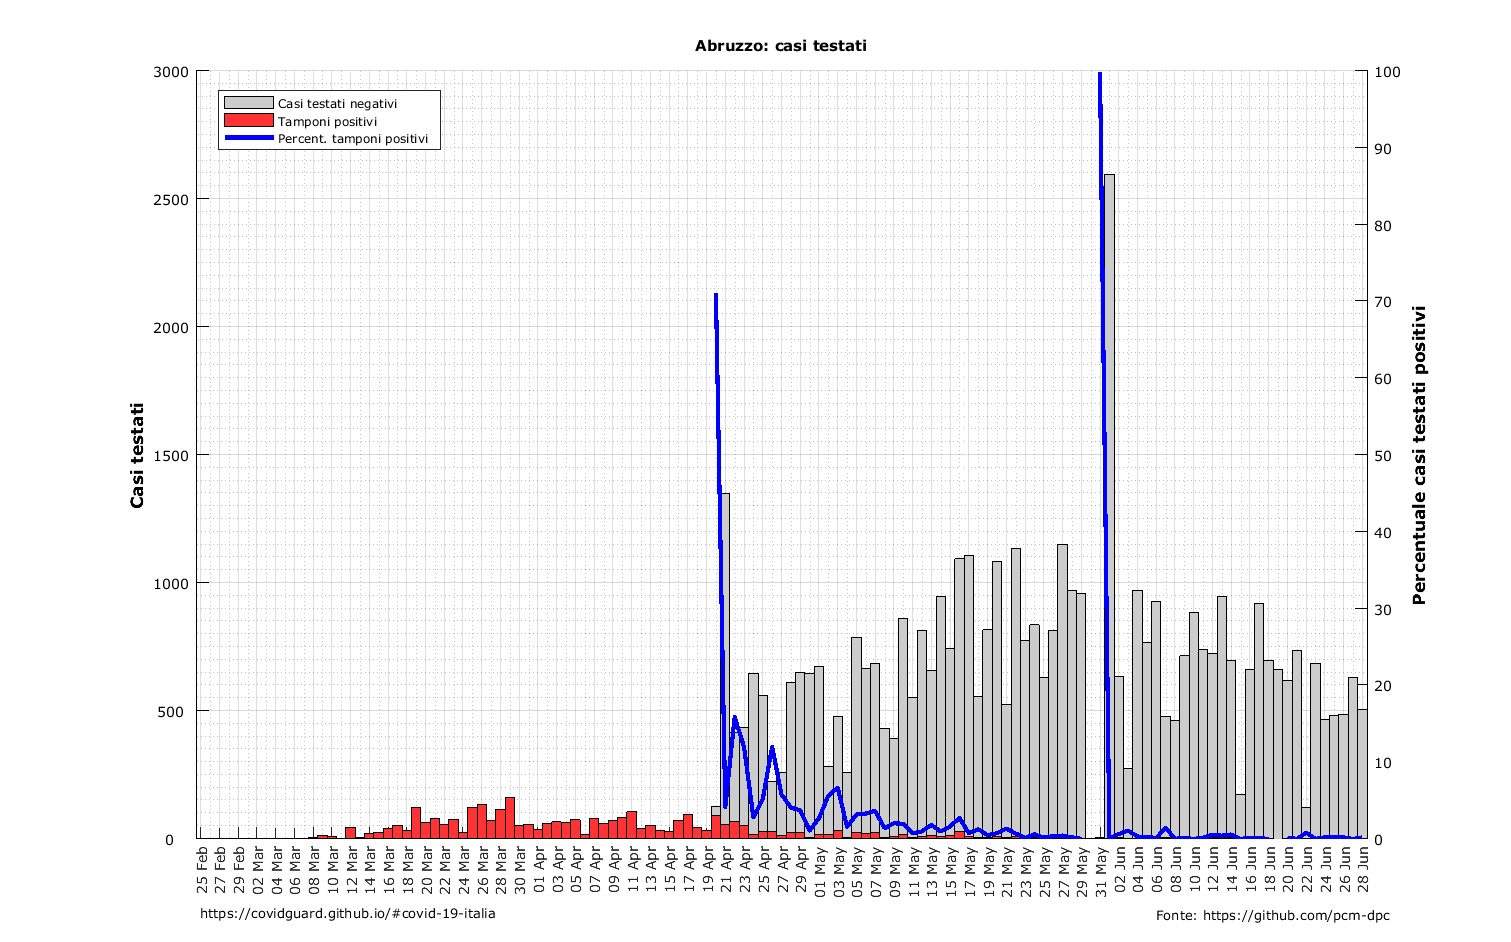 Abruzzo: casi testati
3000
2500
2000
1500
1000
500
0
100
90
80
70
60
50
40
30
20
10
0
Casi testati negativi
Tamponi positivi
Percent. tamponi positivi
Casi testati
Percentuale casi testati positivi
25 Feb
27 Feb
29 Feb
02 Mar
04 Mar
06 Mar
08 Mar
10 Mar
12 Mar
14 Mar
16 Mar
18 Mar
20 Mar
22 Mar
24 Mar
26 Mar
28 Mar
30 Mar
01 Apr
03 Apr
05 Apr
07 Apr
09 Apr
11 Apr
13 Apr
15 Apr
17 Apr
19 Apr
21 Apr
23 Apr
25 Apr
27 Apr
29 Apr
01 May
03 May
05 May
07 May
09 May
11 May
13 May
15 May
17 May
19 May
21 May
23 May
25 May
27 May
29 May
31 May
02 Jun
04 Jun
06 Jun
08 Jun
10 Jun
12 Jun
14 Jun
16 Jun
18 Jun
20 Jun
22 Jun
24 Jun
26 Jun
28 Jun
https://covidguard.github.io/#covid-19-italia
Fonte: https://github.com/pcm-dpc